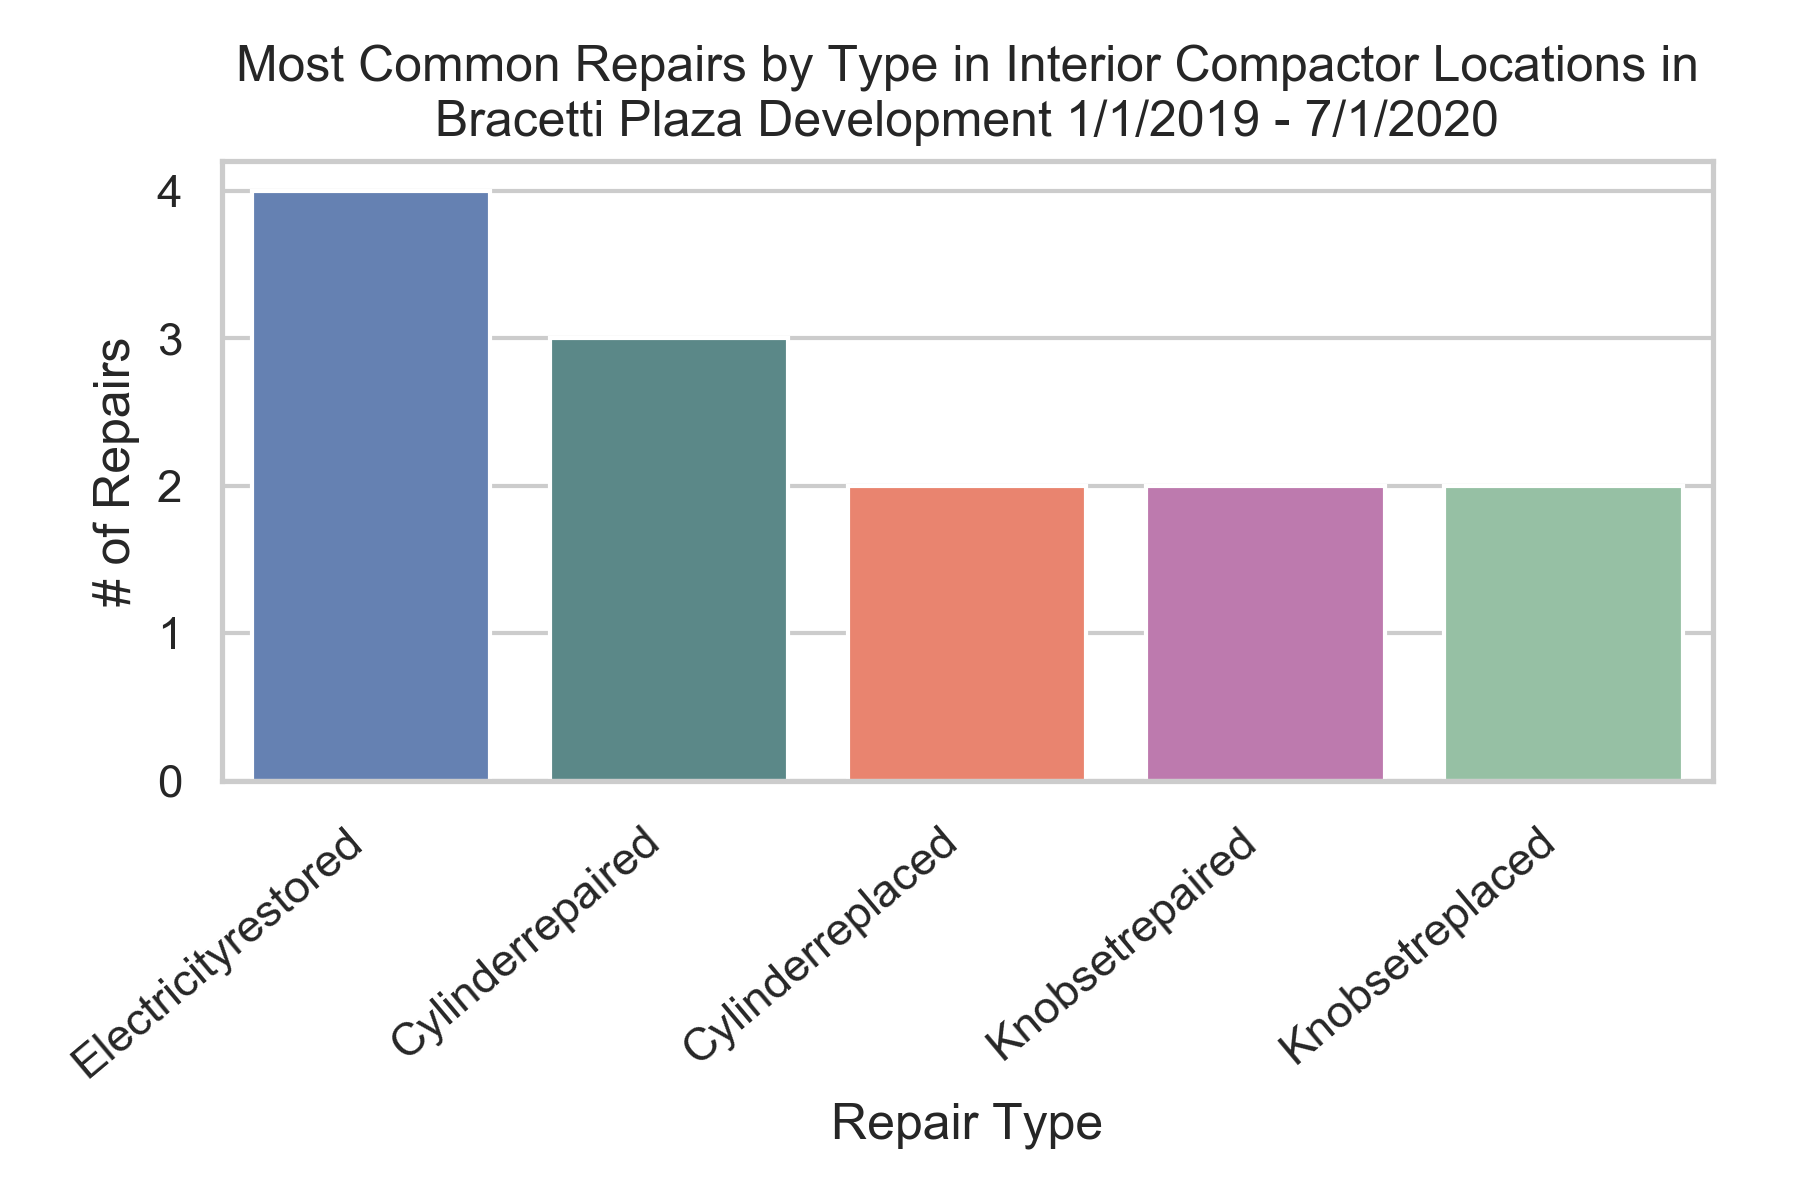 Most Common Repairs by Type in Interior Compactor Locations in
Bracetti Plaza Development 1/1/2019 - 7/1/2020
# of Repairs
4
3
2
1
0
Electricityrestored
Cylinderrepaired
Cylinderreplaced
Knobsetrepaired
Knobsetreplaced
Repair Type